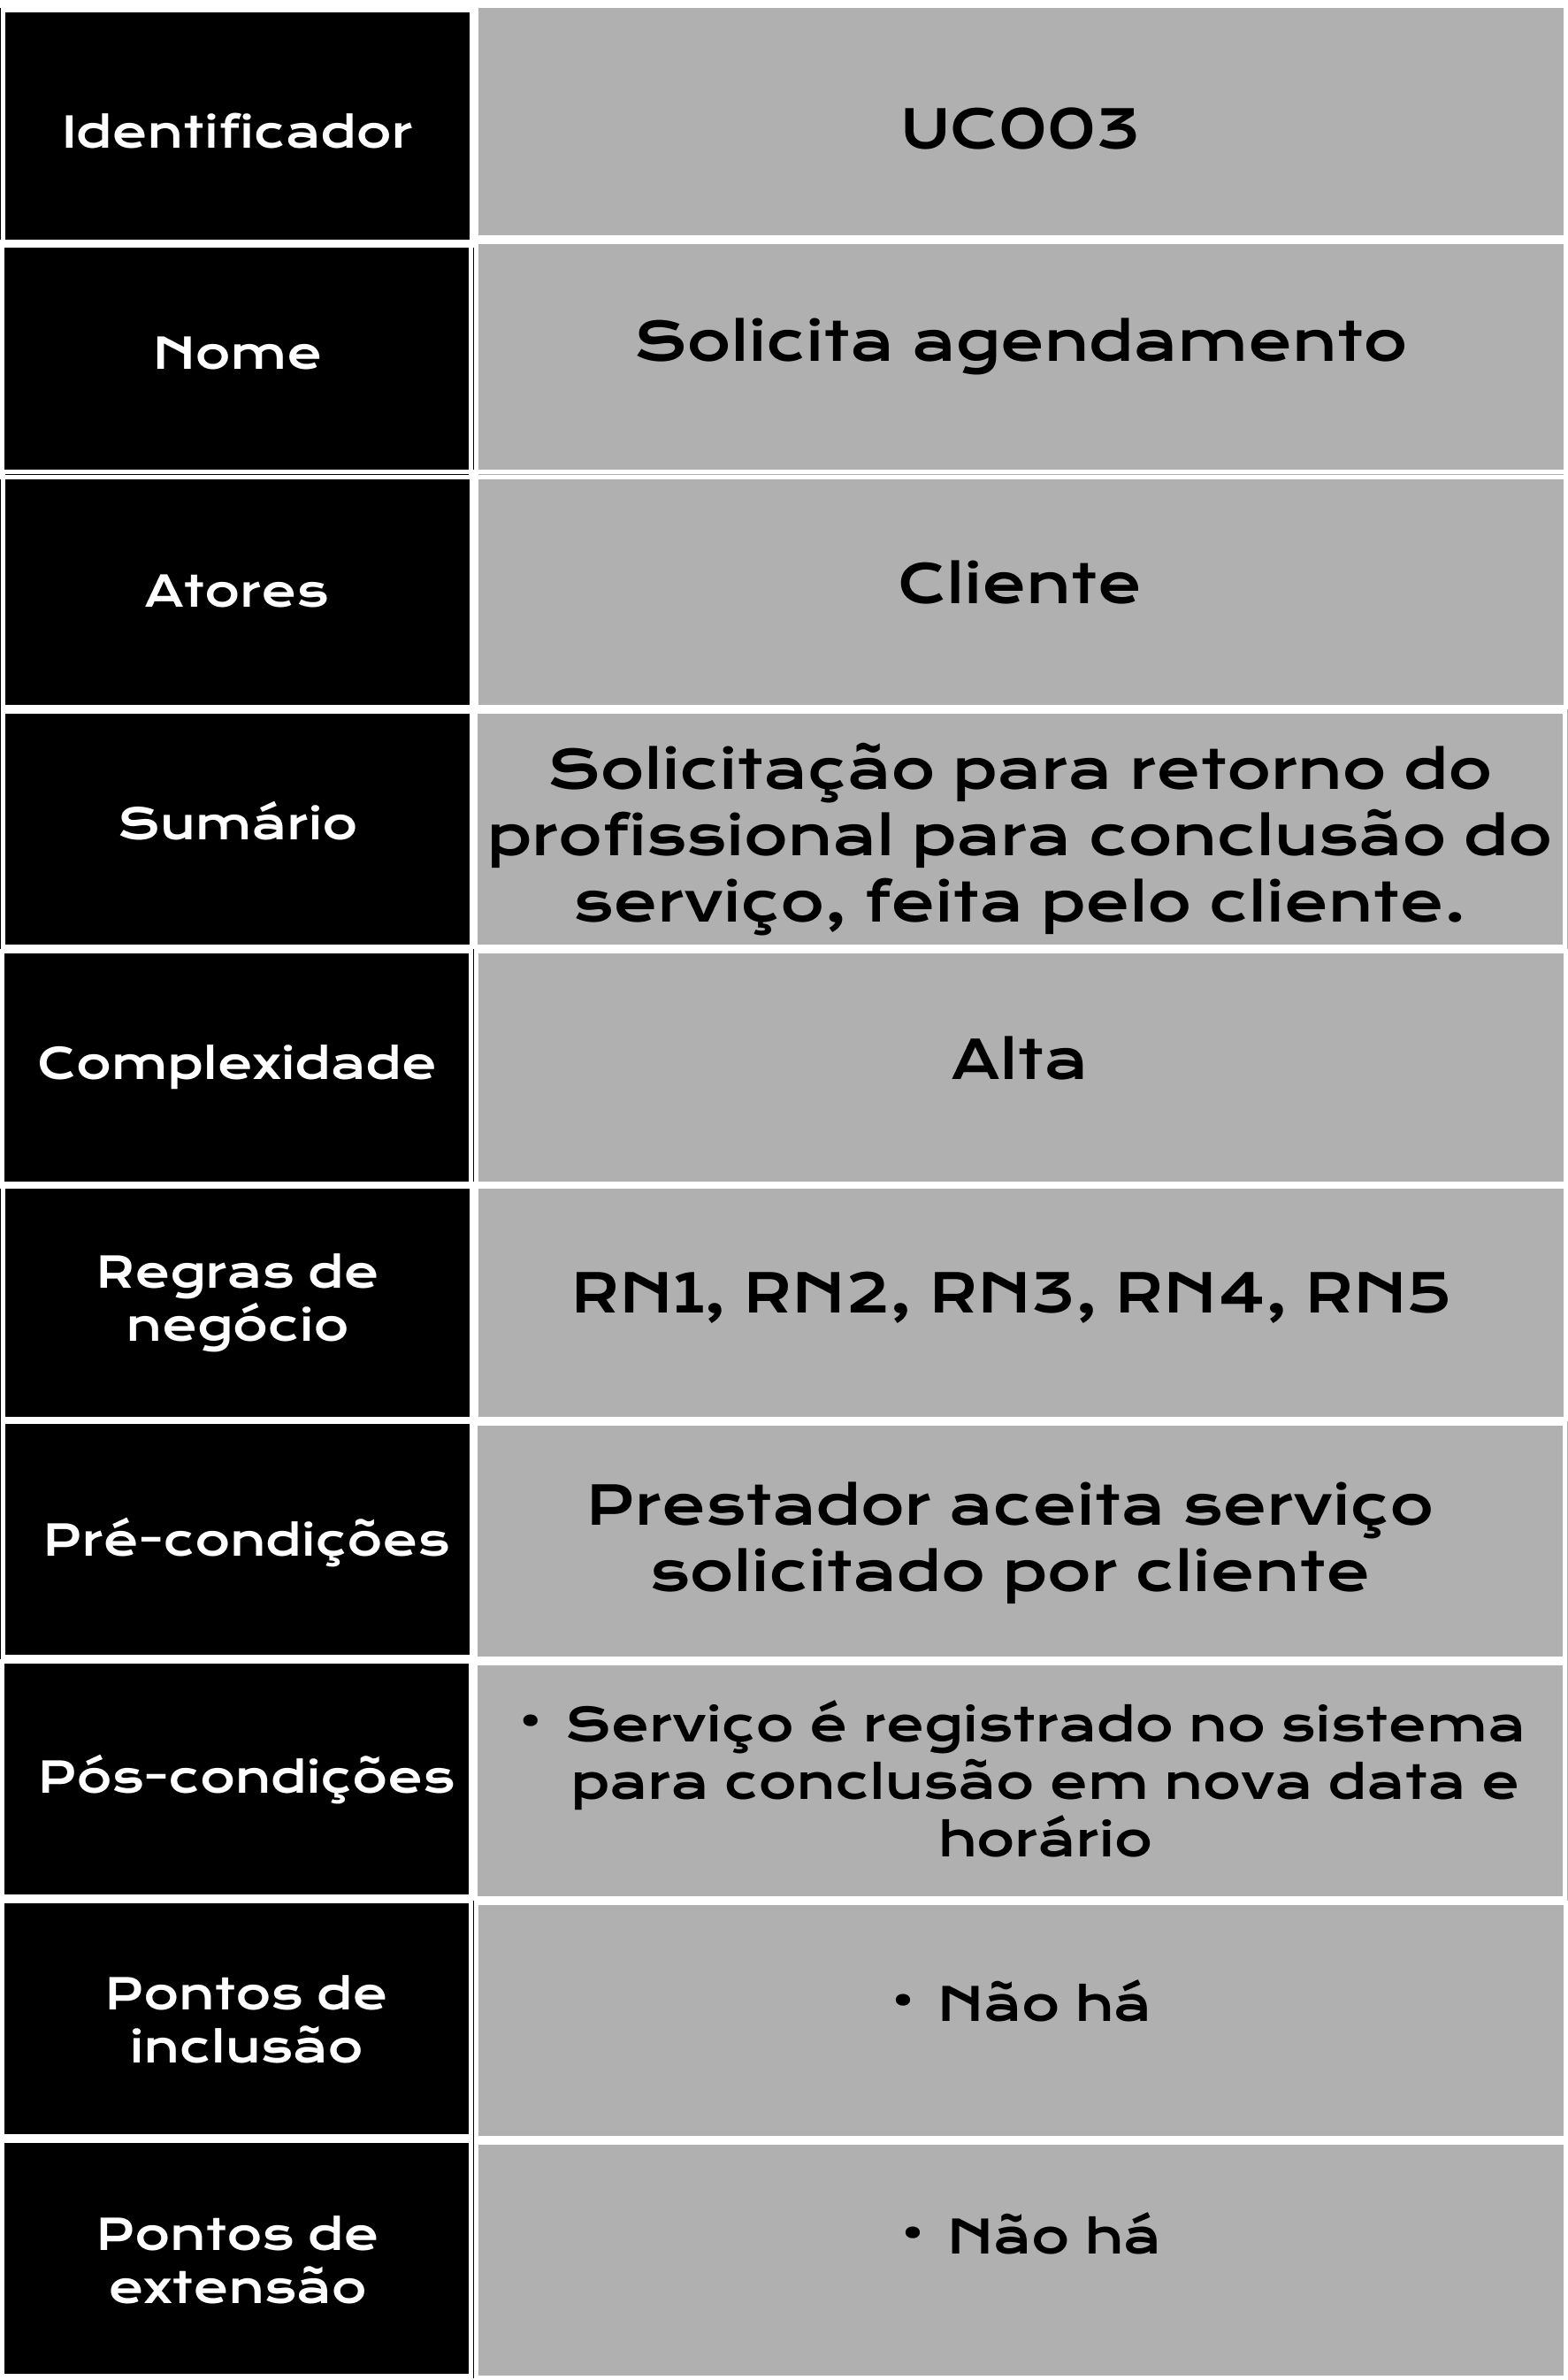 Identificador
UC003
Nome
Solicita agendamento
Atores
Cliente
Sumário
Solicitação para retorno do
profissional para conclusão do
serviço, feita pelo cliente.
Complexidade
Alta
Regras de
negócio
RN1, RN2, RN3, RN4, RN5
Pré-condições
Prestador aceita serviço
solicitado por cliente
Pós-condições
• Serviço é registrado no sistema
para conclusão em nova data e
horário
Pontos de
inclusão
• Não há
Pontos de
extensão
• Não há